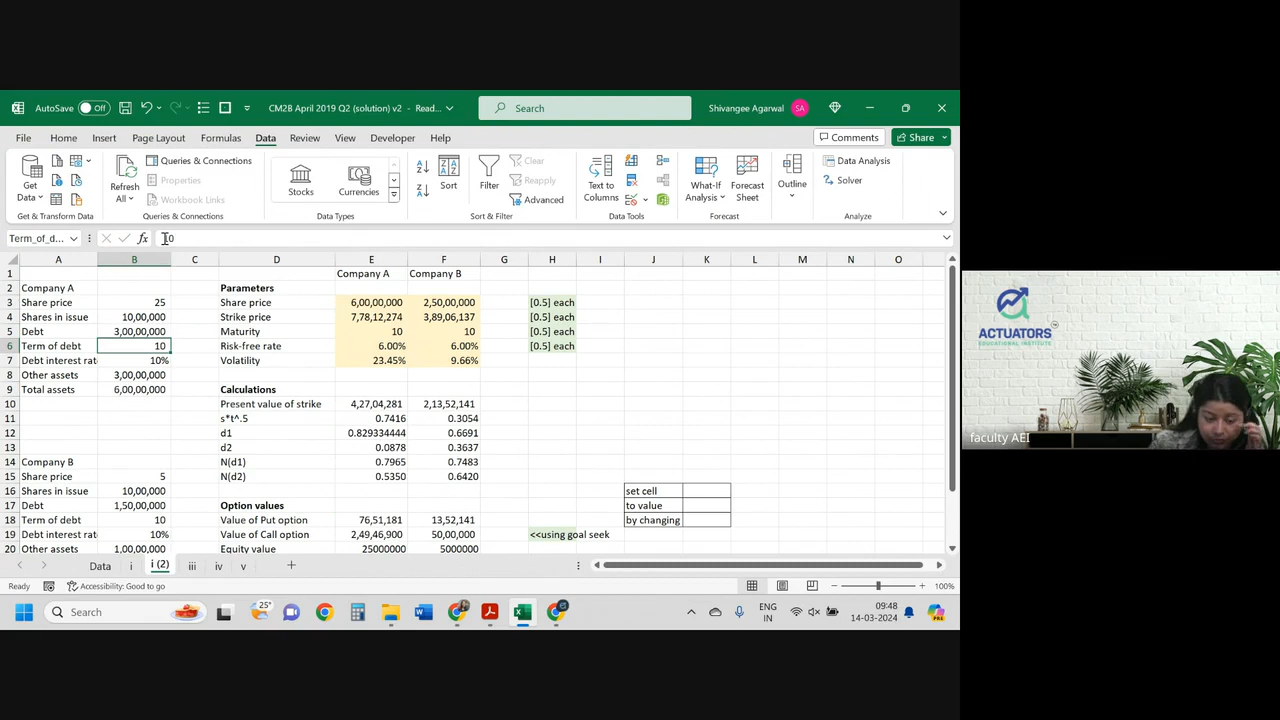 AutoSave Off CM2B April 2019 Q2 (solution) v2 - Read... Search Shivangee Agarwal SA
File Home Insert Page Layout Formulas Data Review View Developer Help Comments Share
Get Data Refresh All Queries & Connections Properties Workbook Links Stocks Currencies Sort Filter Clear Reapply Advanced Text to Columns What-If Analysis Forecast Sheet Outline Data Analysis Solver
Get & Transform Data Queries & Connections Data Types Sort & Filter Data Tools Forecast Analyze
Term_of_d... fx 10
A B C D E F G H I J K L M N O
1 Company A Company B
2 Company A Parameters
3 Share price 25 Share price 6,00,00,000 2,50,00,000 [0.5] each
4 Shares in issue 10,00,000 Strike price 7,78,12,274 3,89,06,137 [0.5] each
5 Debt 3,00,00,000 Maturity 10 10 [0.5] each
6 Term of debt 10 Risk-free rate 6.00% 6.00% [0.5] each
7 Debt interest rat 10% Volatility 23.45% 9.66%
8 Other assets 3,00,00,000
9 Total assets 6,00,00,000 Calculations
10 Present value of strike 4,27,04,281 2,13,52,141
11 s*t^.5 0.7416 0.3054
12 d1 0.829334444 0.6691
13 d2 0.0878 0.3637
14 Company B N(d1) 0.7965 0.7483
15 Share price 5 N(d2) 0.5350 0.6420
16 Shares in issue 10,00,000 set cell
17 Debt 1,50,00,000 Option values to value
18 Term of debt 10 Value of Put option 76,51,181 13,52,141 by changing
19 Debt interest rat 10% Value of Call option 2,49,46,900 50,00,000 <<using goal seek
20 Other assets 1,00,00,000 Equity value 25000000 5000000
Data i i (2) iii iv v
Ready Accessibility: Good to go 100%
Search 25° ENG IN 09:48 14-03-2024
ACTUATORS
EDUCATIONAL INSTITUTE
faculty AEI